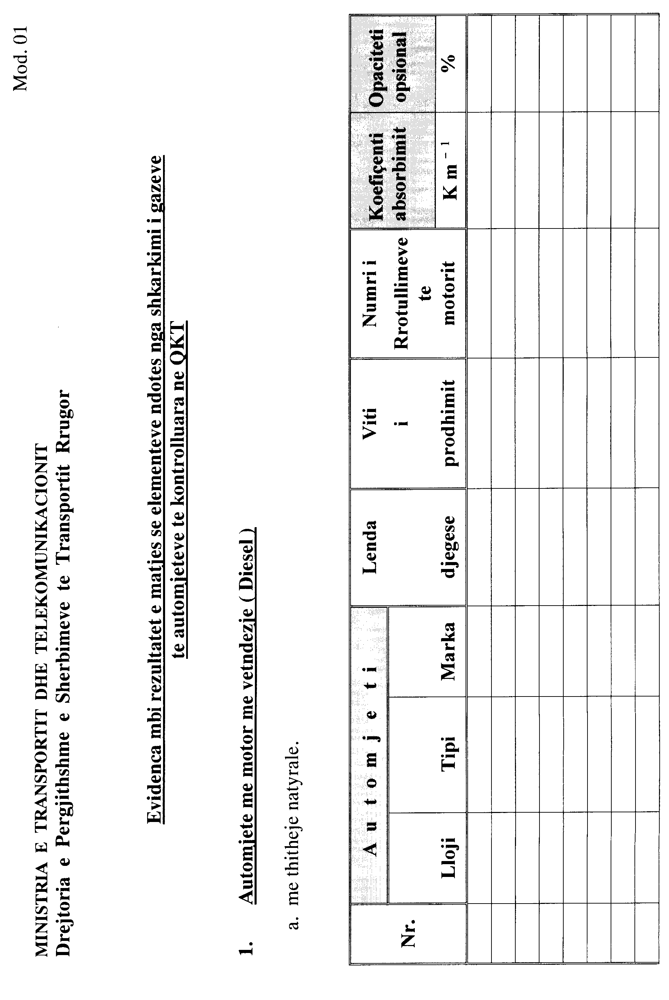 Mod. 01
MINISTRIA E TRANSPORTIT DHE TELEKOMUNIKACIONIT
Drejtoria e Pergjithshme e Sherbimeve te Transportit Rrugor
Evidenca mbi rezultatet e matjes se elementeve ndotes nga shkarkimi i gazeve
te automjeteve te kontrolluara ne QKT
1. Automjete me motor me vetndezje ( Diesel )
a. me thitheje natyrale.
Nr.
A u t o m j e t i
Lloji
Tipi
Marka
Lenda
djegese
Viti
i
prodhimit
Numri i
Rrotullimeve
te
motorit
Koefiçenti
absorbimit
K m ⁻ ¹
Opaciteti
opsional
%